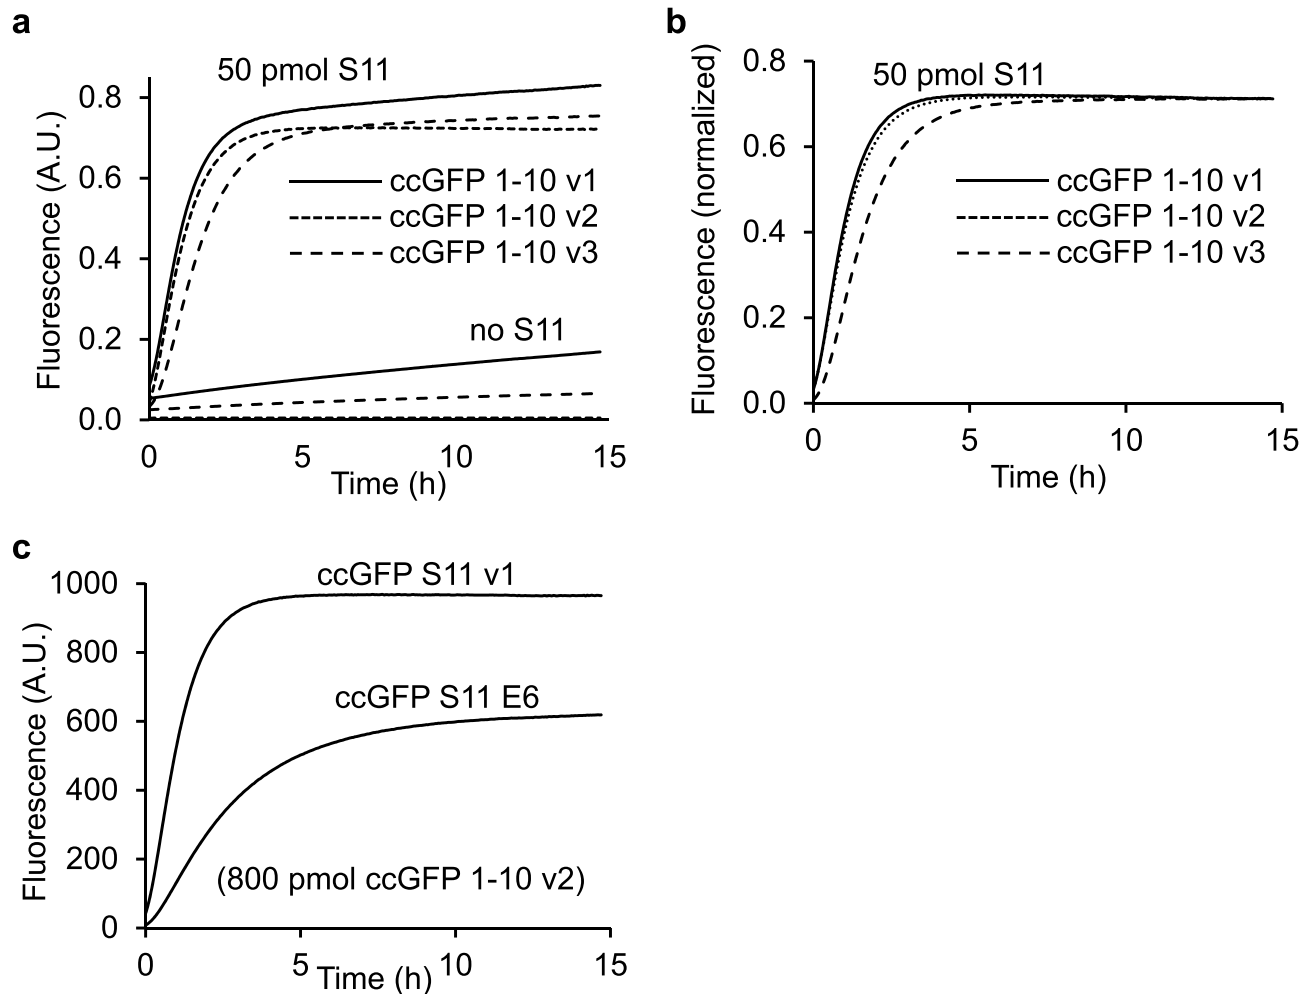 a
50 pmol S11
0.8
0.6
0.4
0.2
0.0
Fluorescence (A.U.)
ccGFP 1-10 v1
ccGFP 1-10 v2
ccGFP 1-10 v3
no S11
0 5 10 15
Time (h)
b
50 pmol S11
0.8
0.6
0.4
0.2
0.0
Fluorescence (normalized)
ccGFP 1-10 v1
ccGFP 1-10 v2
ccGFP 1-10 v3
0 5 10 15
Time (h)
c
1000
800
600
400
200
0
Fluorescence (A.U.)
ccGFP S11 v1
ccGFP S11 E6
(800 pmol ccGFP 1-10 v2)
0 5 10 15
Time (h)